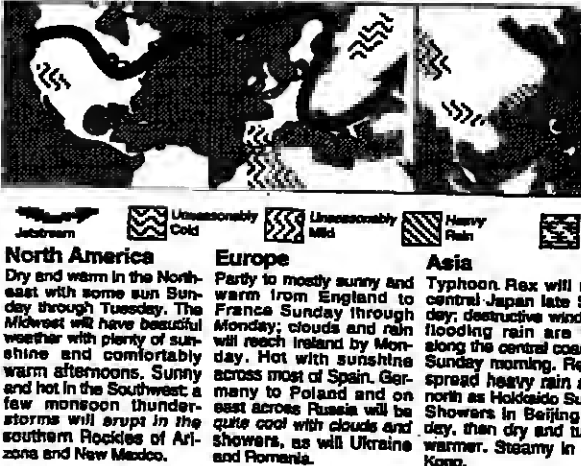 Jetstream
Unseasonably
Cold
Unseasonably
Mild
Heavy
Rain
North America
Dry and warm in the North-
east with some sun Sun-
day through Tuesday. The
Midwest will have beautiful
weather with plenty of sun-
shine and comfortably
warm afternoons. Sunny
and hot in the Southwest; a
few monsoon thunder-
storms will erupt in the
southern Rockies of Ari-
zona and New Mexico.
Europe
Partly to mostly sunny and
warm from England to
France Sunday through
Monday; clouds and rain
will reach Ireland by Mon-
day. Hot with sunshine
across most of Spain. Ger-
many to Poland and on
east across Russia will be
quite cool with clouds and
showers, as will Ukraine
and Romania.
Asia
Typhoon Rex will
central Japan late
day; destructive wind
flooding rain are
along the central coas
Sunday morning. Re
spread heavy rain
north as Hokkaido Su
Showers in Beijing
day, then dry and tu
warmer. Steamy in
Kong.